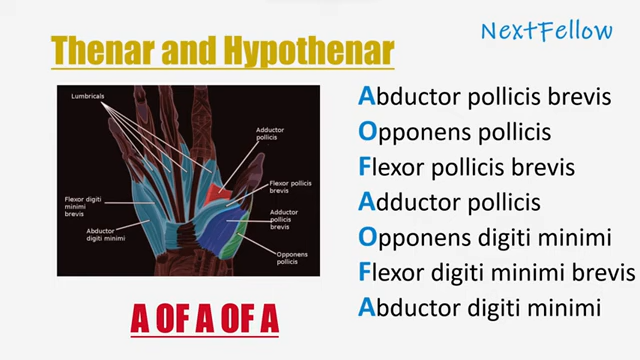 NextFellow
Thenar and Hypothenar
Lumbricals
Adductor
pollicis
Flexor pollicis
brevis
Flexor digiti
minimi
brevis
Adductor
pollicis
brevis
Abductor
digiti minimi
Opponens
pollicis
A OF A OF A
Abductor pollicis brevis
Opponens pollicis
Flexor pollicis brevis
Adductor pollicis
Opponens digiti minimi
Flexor digiti minimi brevis
Abductor digiti minimi